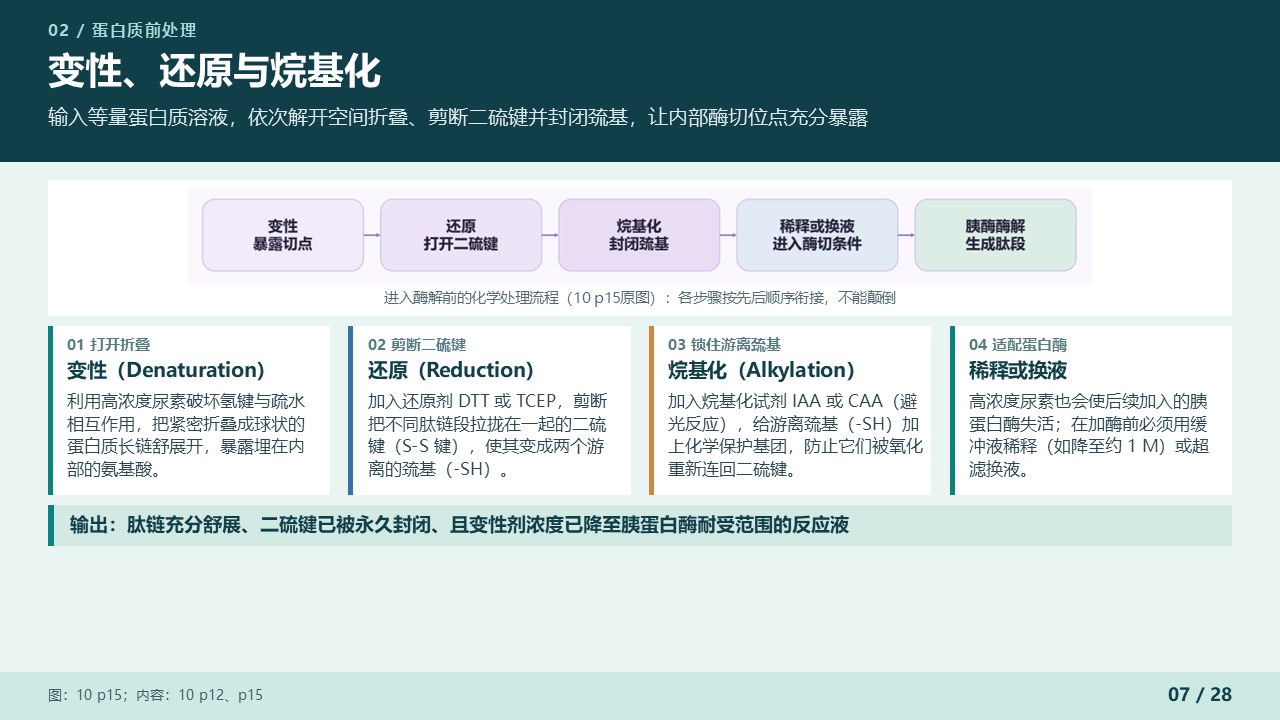 02 / 蛋白质前处理
变性、还原与烷基化
输入等量蛋白质溶液，依次解开空间折叠、剪断二硫键并封闭巯基，让内部酶切位点充分暴露
变性
暴露切点
还原
打开二硫键
烷基化
封闭巯基
稀释或换液
进入酶切条件
胰酶酶解
生成肽段
进入酶解前的化学处理流程（10 p15原图）：各步骤按先后顺序衔接，不能颠倒
01 打开折叠
变性（Denaturation）
利用高浓度尿素破坏氢键与疏水
相互作用，把紧密折叠成球状的
蛋白质长链舒展开，暴露埋在内
部的氨基酸。
02 剪断二硫键
还原（Reduction）
加入还原剂 DTT 或 TCEP，剪断
把不同肽链段拉拢在一起的二硫
键（S-S 键），使其变成两个游
离的巯基（-SH）。
03 锁住游离巯基
烷基化（Alkylation）
加入烷基化试剂 IAA 或 CAA（避
光反应），给游离巯基（-SH）加
上化学保护基团，防止它们被氧化
重新连回二硫键。
04 适配蛋白酶
稀释或换液
高浓度尿素也会使后续加入的胰
蛋白酶失活；在加酶前必须用缓
冲液稀释（如降至约 1 M）或超
滤换液。
输出：肽链充分舒展、二硫键已被永久封闭、且变性剂浓度已降至胰蛋白酶耐受范围的反应液
图：10 p15；内容：10 p12、p15
07 / 28